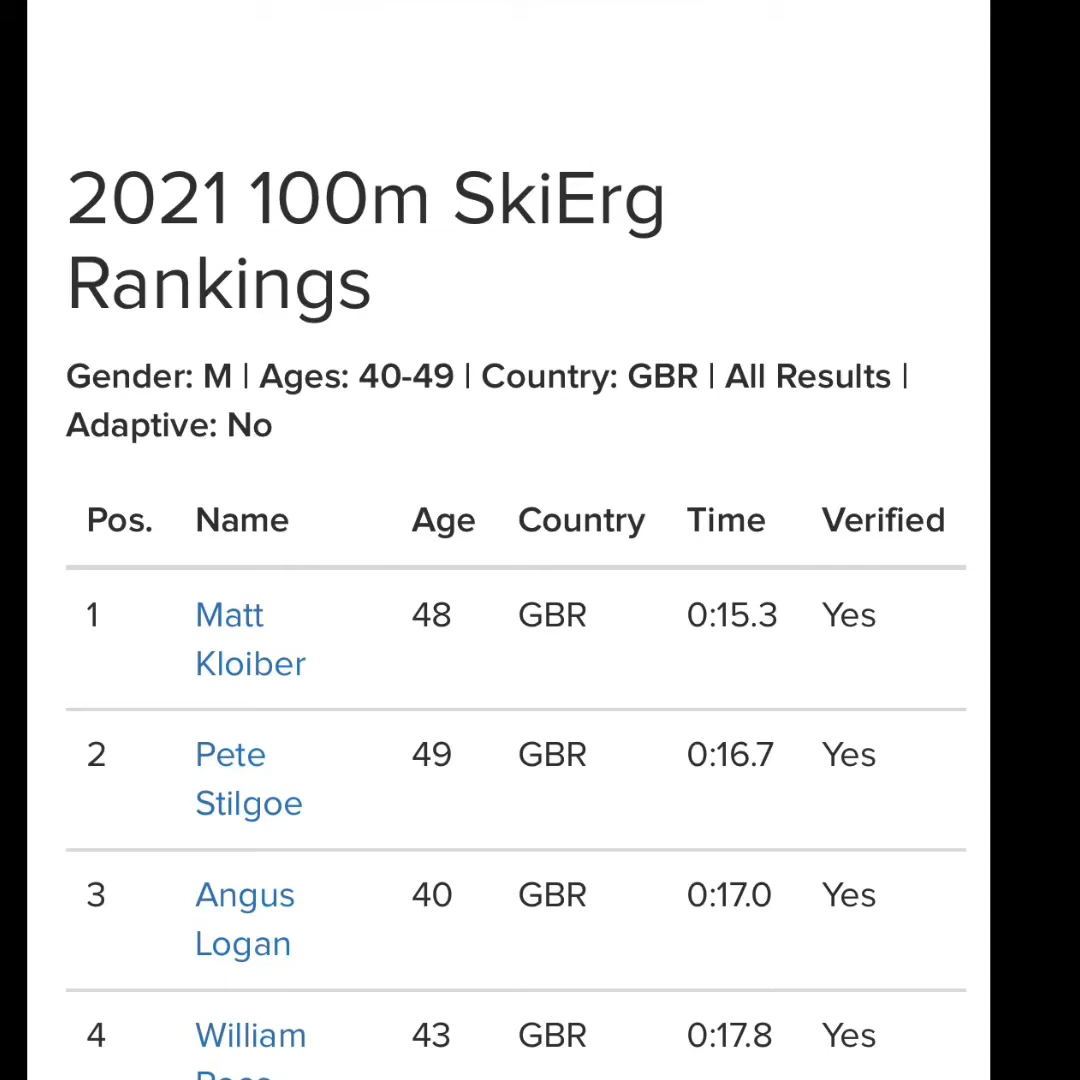 2021 100m SkiErg
Rankings
Gender: M | Ages: 40-49 | Country: GBR | All Results |
Adaptive: No
Pos. Name Age Country Time Verified
1 Matt 48 GBR 0:15.3 Yes
Kloiber
2 Pete 49 GBR 0:16.7 Yes
Stilgoe
3 Angus 40 GBR 0:17.0 Yes
Logan
4 William 43 GBR 0:17.8 Yes